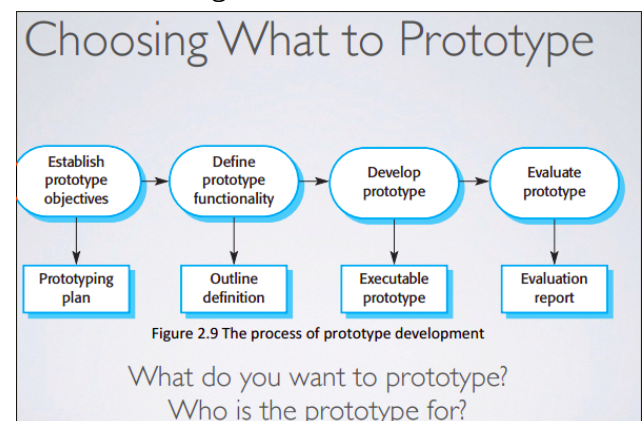 Choosing What to Prototype
Establish
prototype
objectives
Define
prototype
functionality
Develop
prototype
Evaluate
prototype
Prototyping
plan
Outline
definition
Executable
prototype
Evaluation
report
Figure 2.9 The process of prototype development
What do you want to prototype?
Who is the prototype for?